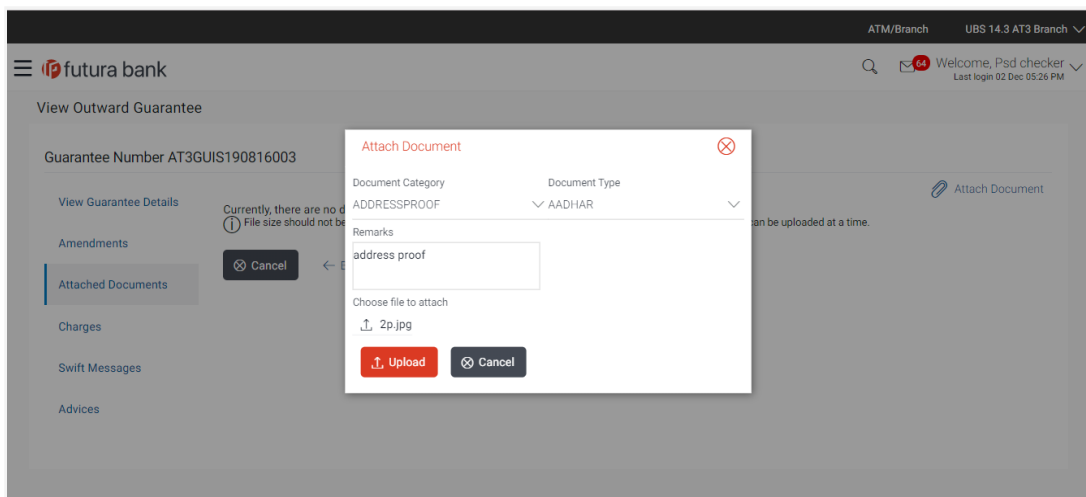 ATM/Branch UBS 14.3 AT3 Branch
futura bank
64 Welcome, Psd checker
Last login 02 Dec 05:26 PM
View Outward Guarantee
Guarantee Number AT3GUIS190816003
Attach Document
View Guarantee Details
Amendments
Attached Documents
Charges
Swift Messages
Advices
Currently, there are no
File size should not be
can be uploaded at a time.
Cancel
Attach Document
Document Category Document Type
ADDRESSPROOF AADHAR
Remarks
address proof
Choose file to attach
2p.jpg
Upload Cancel